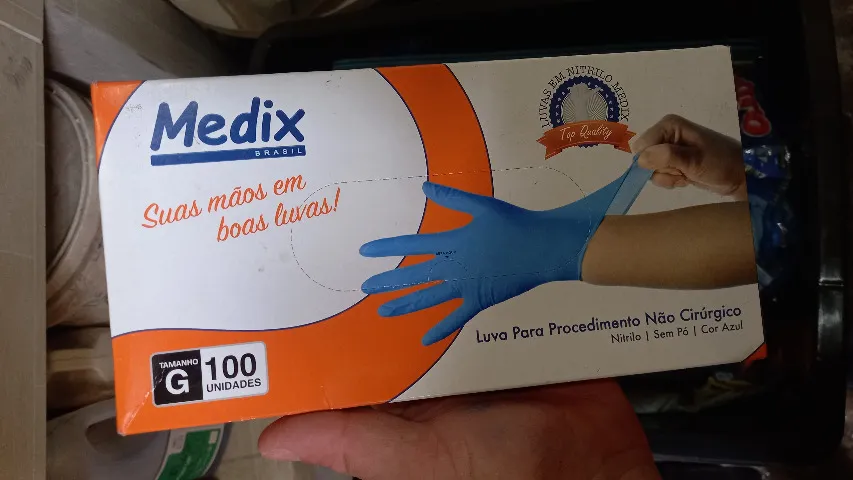 Medix
BRASIL
Suas mãos em
boas luvas!
LUVAS EM NITRILO MEDIX
Top Quality
Luva Para Procedimento Não Cirúrgico
Nitrilo | Sem Pó | Cor Azul
TAMANHO
G
100
UNIDADES